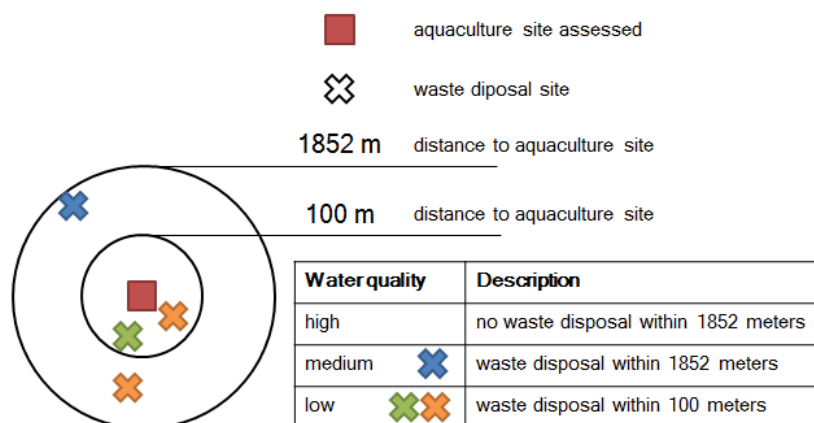 aquaculture site assessed
waste diposal site
1852 m distance to aquaculture site
100 m distance to aquaculture site
Water quality Description
high no waste disposal within 1852 meters
medium waste disposal within 1852 meters
low waste disposal within 100 meters